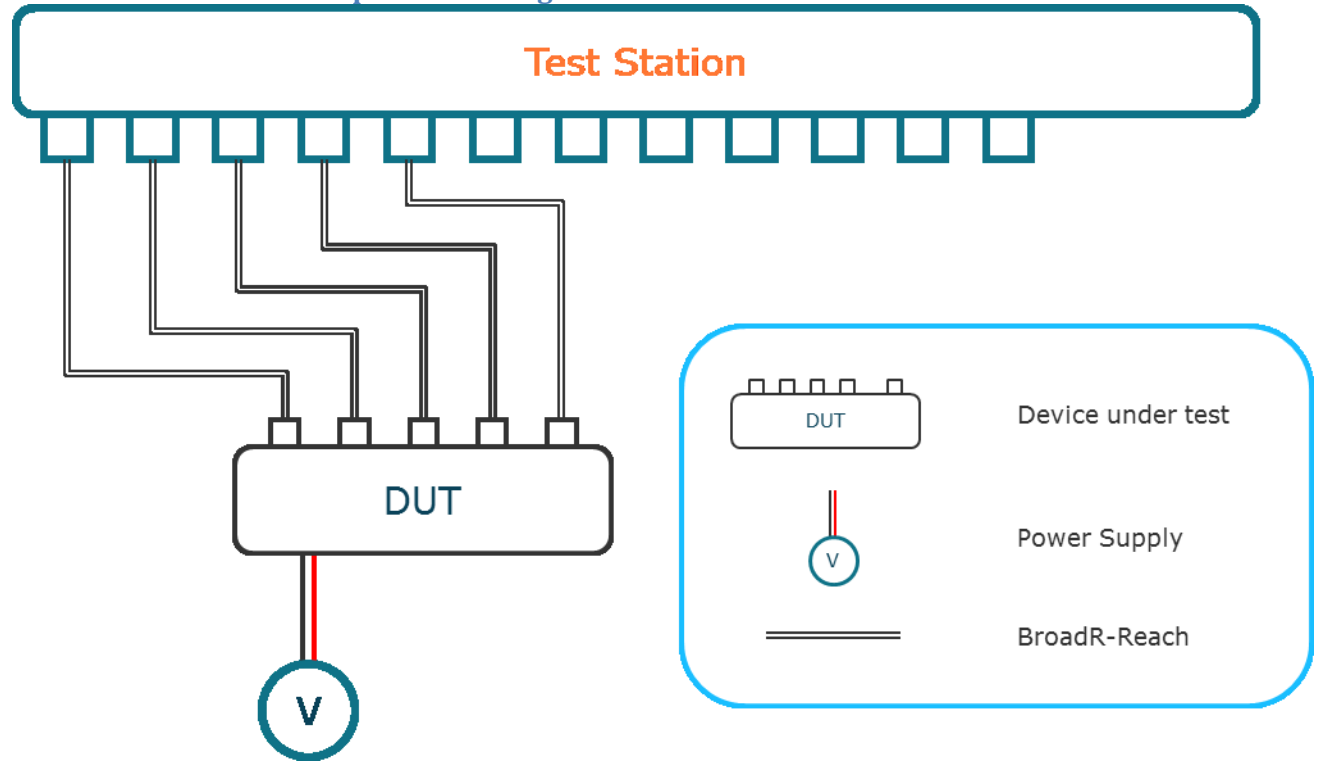 Test Station
DUT
V
DUT
Device under test
V
Power Supply
BroadR-Reach